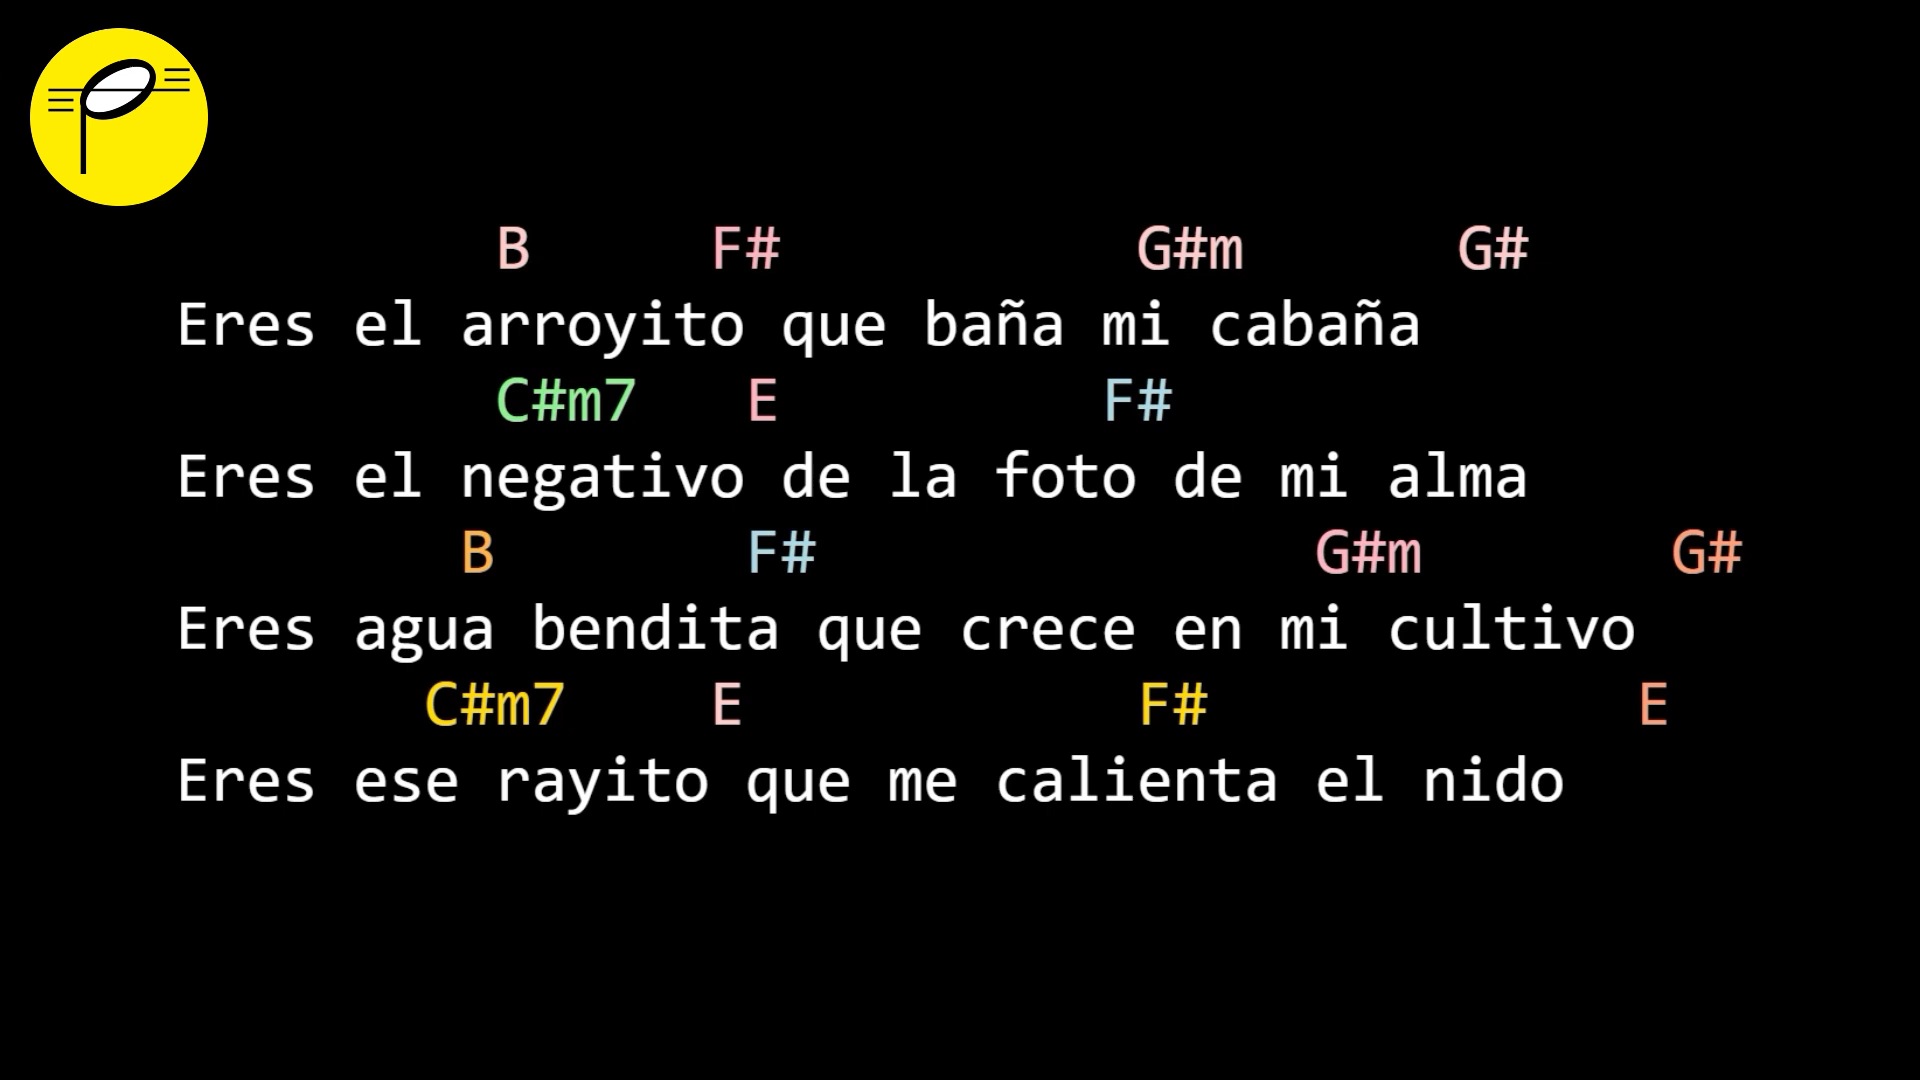 B F# G#m G#
Eres el arroyito que baña mi cabaña
C#m7 E F#
Eres el negativo de la foto de mi alma
B F# G#m G#
Eres agua bendita que crece en mi cultivo
C#m7 E F# E
Eres ese rayito que me calienta el nido